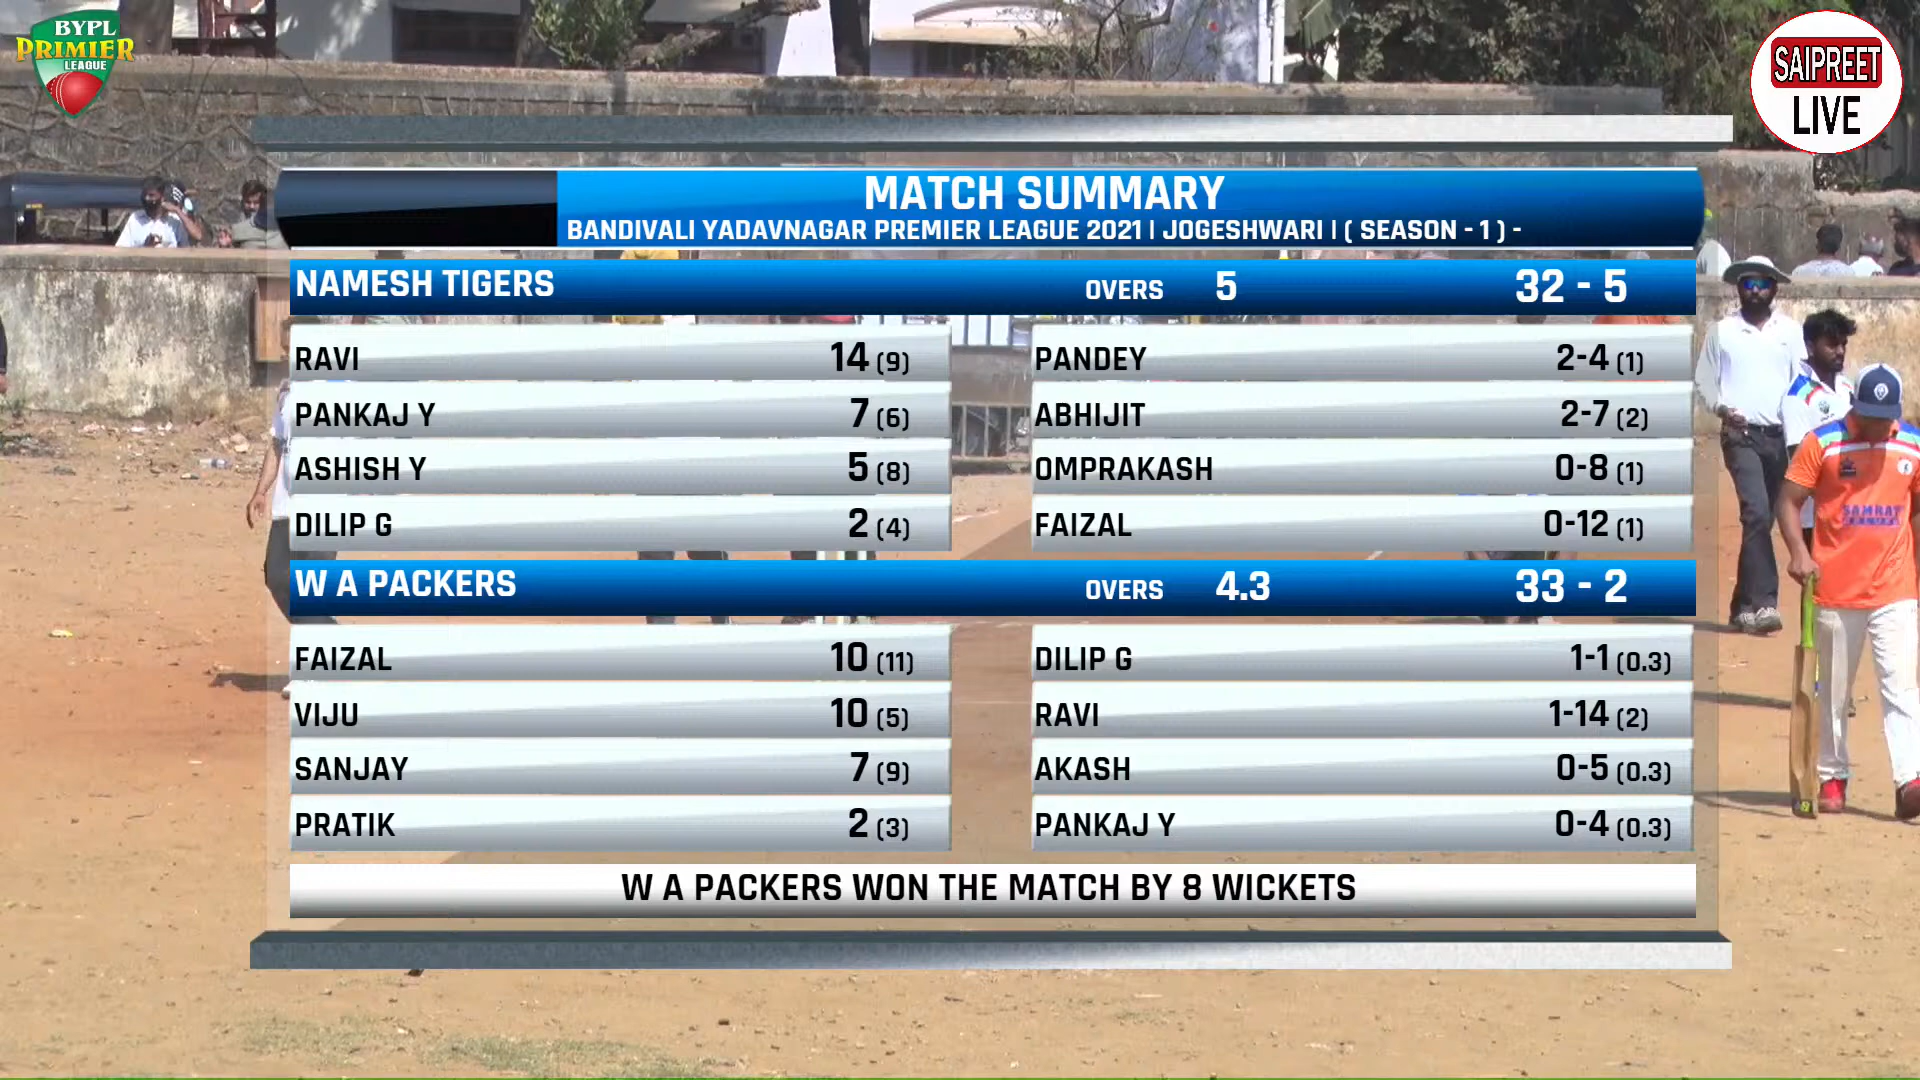 BYPL
PRIMIER
LEAGUE
SAIPREET
LIVE
MATCH SUMMARY
BANDIVALI YADAVNAGAR PREMIER LEAGUE 2021 | JOGESHWARI | ( SEASON - 1 ) -
NAMESH TIGERS OVERS 5 32 - 5
RAVI 14 (9) PANDEY 2-4 (1)
PANKAJ Y 7 (6) ABHIJIT 2-7 (2)
ASHISH Y 5 (8) OMPRAKASH 0-8 (1)
DILIP G 2 (4) FAIZAL 0-12 (1)
W A PACKERS OVERS 4.3 33 - 2
FAIZAL 10 (11) DILIP G 1-1 (0.3)
VIJU 10 (5) RAVI 1-14 (2)
SANJAY 7 (9) AKASH 0-5 (0.3)
PRATIK 2 (3) PANKAJ Y 0-4 (0.3)
W A PACKERS WON THE MATCH BY 8 WICKETS
SAMRAT